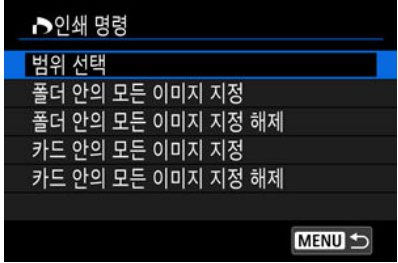 인쇄 명령
범위 선택
폴더 안의 모든 이미지 지정
폴더 안의 모든 이미지 지정 해제
카드 안의 모든 이미지 지정
카드 안의 모든 이미지 지정 해제
MENU